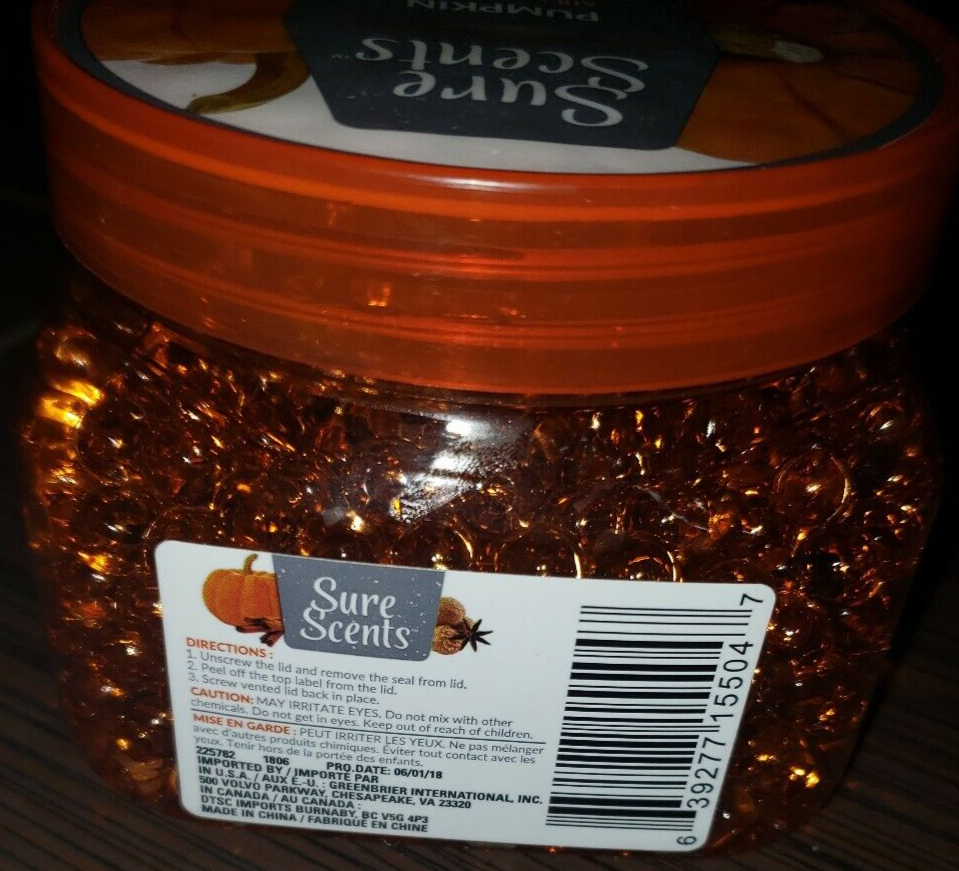 PUMPKIN
Sure
Scents™
Sure
Scents™
DIRECTIONS :
1. Unscrew the lid and remove the seal from lid.
2. Peel off the top label from the lid.
3. Screw vented lid back in place.
CAUTION: MAY IRRITATE EYES. Do not mix with other
chemicals. Do not get in eyes. Keep out of reach of children.
MISE EN GARDE : PEUT IRRITER LES YEUX. Ne pas mélanger
avec d'autres produits chimiques. Éviter tout contact avec les
yeux. Tenir hors de la portée des enfants.
225782 1806 PRO.DATE: 06/01/18
IMPORTED BY / IMPORTÉ PAR
IN U.S.A. / AUX É.-U. : GREENBRIER INTERNATIONAL, INC.
500 VOLVO PARKWAY, CHESAPEAKE, VA 23320
IN CANADA / AU CANADA :
DTSC IMPORTS BURNABY, BC V5G 4P3
MADE IN CHINA / FABRIQUÉ EN CHINE
6 39277 15504 7